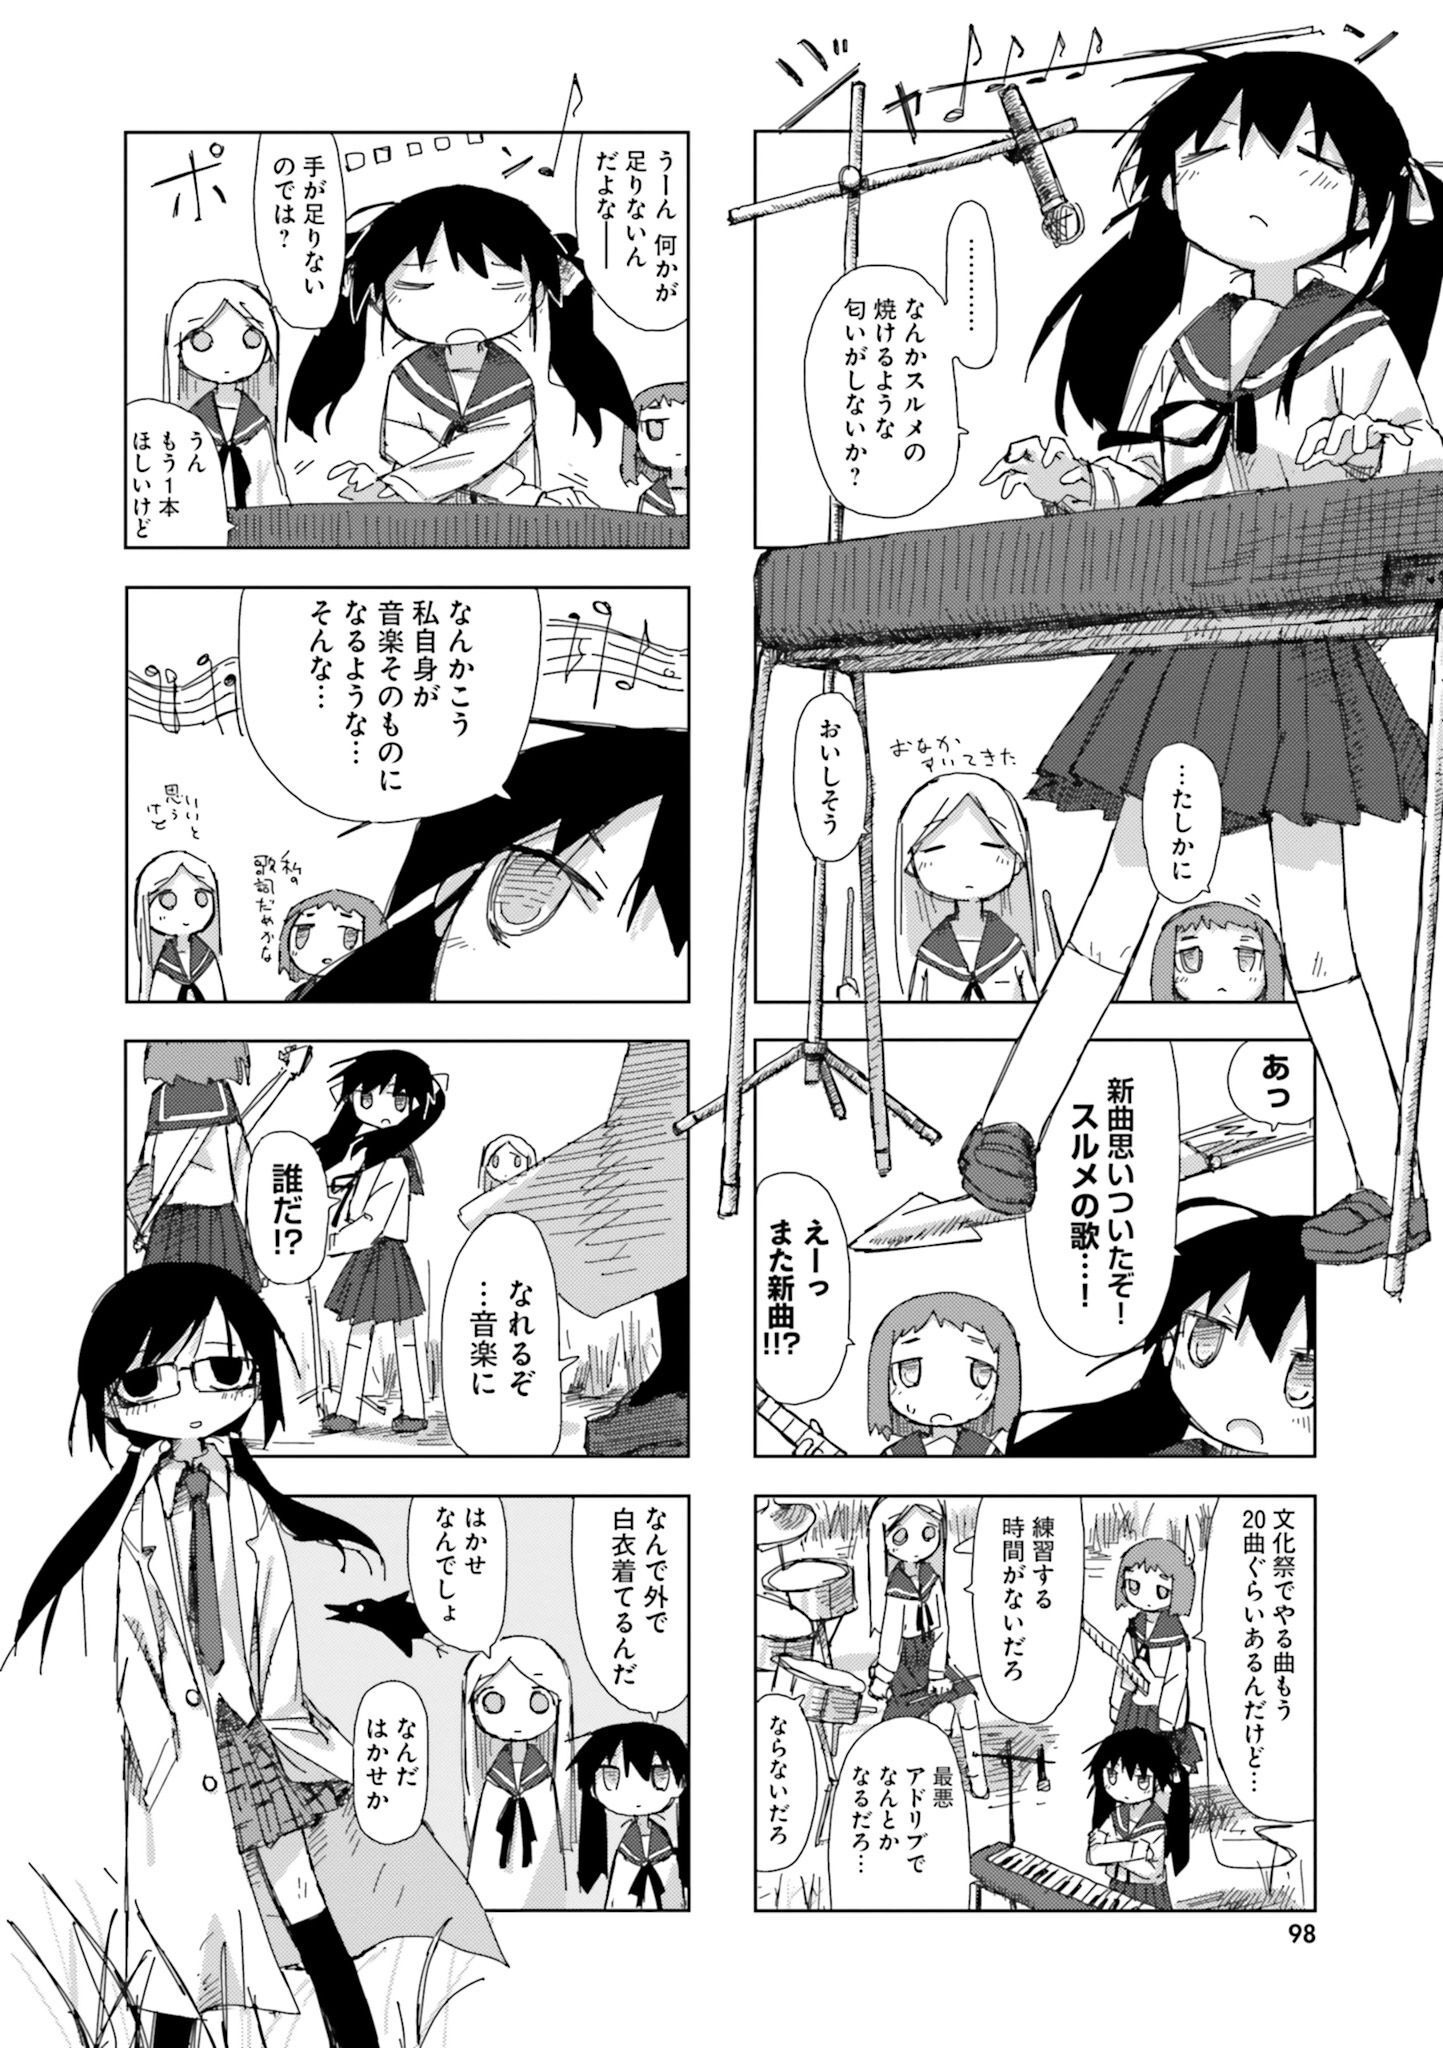 ジャーン
…………
なんかスルメの
焼けるような
匂いがしないか?
…たしかに
おなか
すいてきた
おいしそう
あっ
新曲思いついたぞ!
スルメの歌…!
えーっ
また新曲!!?
文化祭でやる曲もう
20曲ぐらいあるんだけど…
練習する
時間がないだろ
最悪
アドリブで
なんとか
なるだろ…
ならないだろ
うーん 何かが
足りないん
だよな――
ポロロロロロン
手が足りない
のでは?
うん
もう1本
ほしいけど
なんかこう
私自身が
音楽そのものに
なるような…
そんな…
私の
歌詞だめかな
いいと
思う
けど
なれるぞ
…音楽に
誰だ!?
なんで外で
白衣着てるんだ
はかせ
なんでしょ
なんだ
はかせか
98